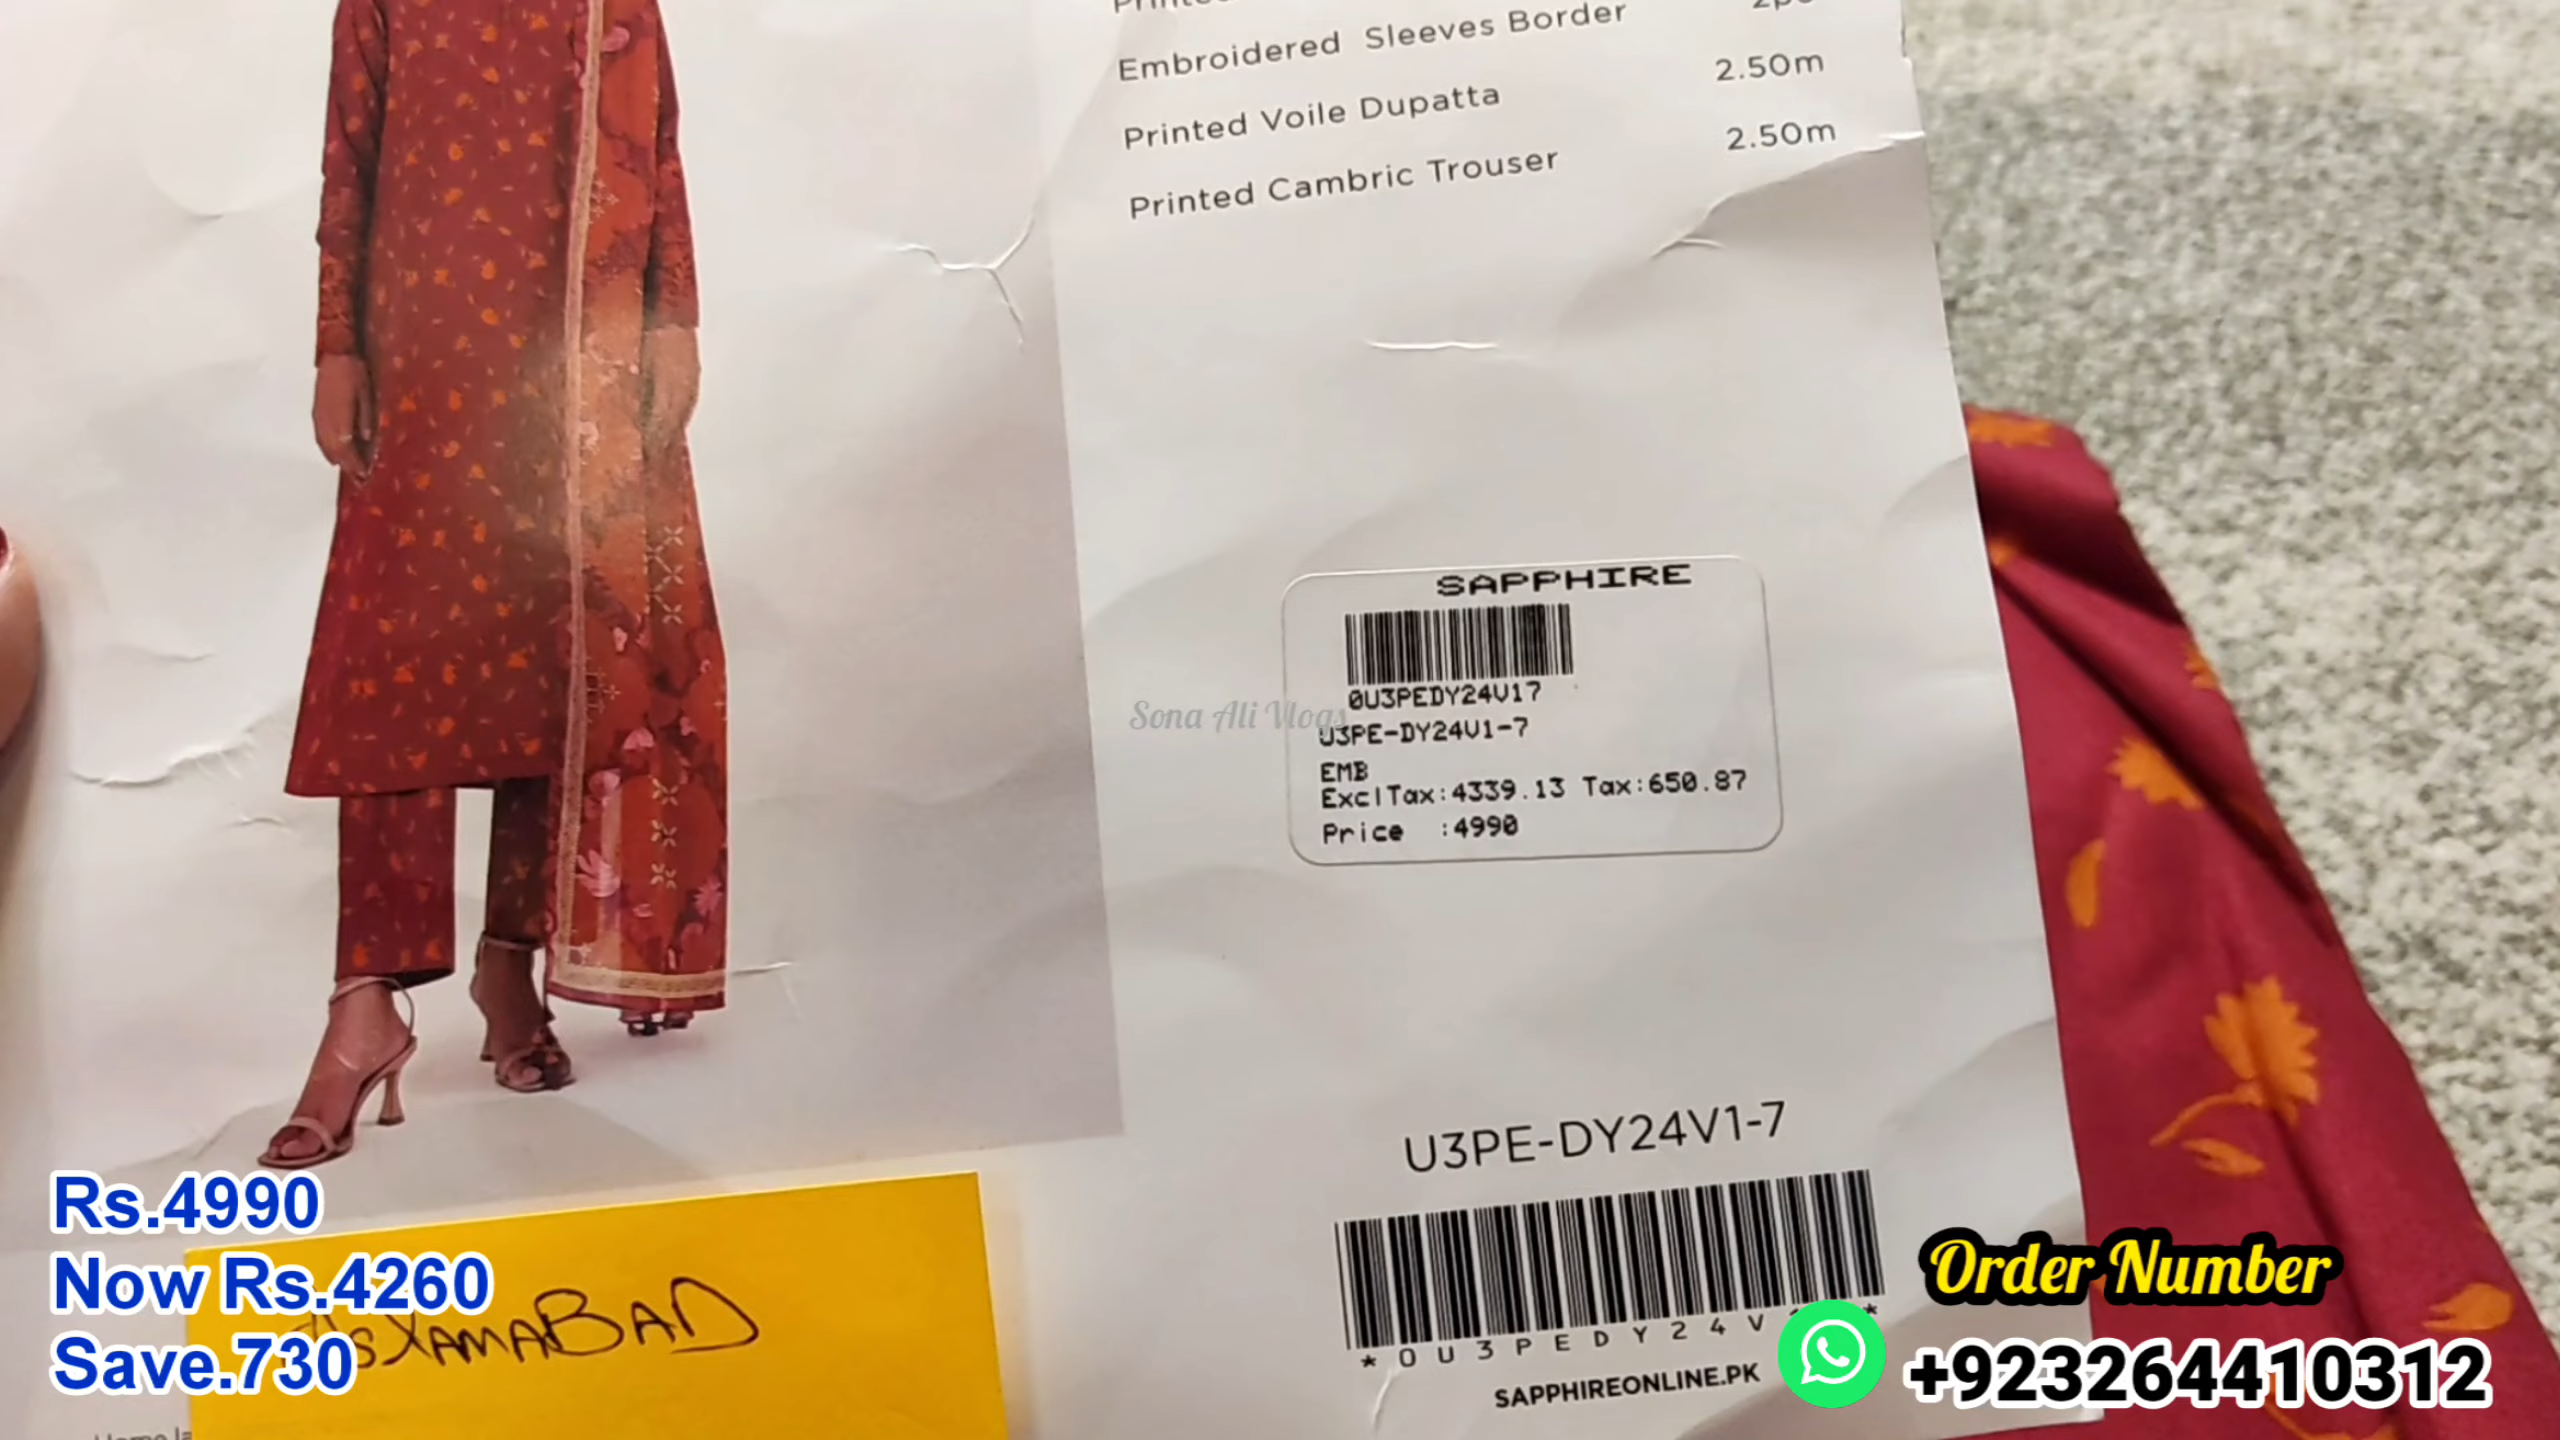 Embroidered Sleeves Border
Printed Voile Dupatta 2.50m
Printed Cambric Trouser 2.50m
SAPPHIRE
0U3PEDY24V17
U3PE-DY24V1-7
EMB
ExclTax:4339.13 Tax:650.87
Price :4990
Sona Ali Vlogs
U3PE-DY24V1-7
*0U3PEDY24V
SAPPHIREONLINE.PK
Rs.4990
Now Rs.4260
Save.730
Order Number
+923264410312